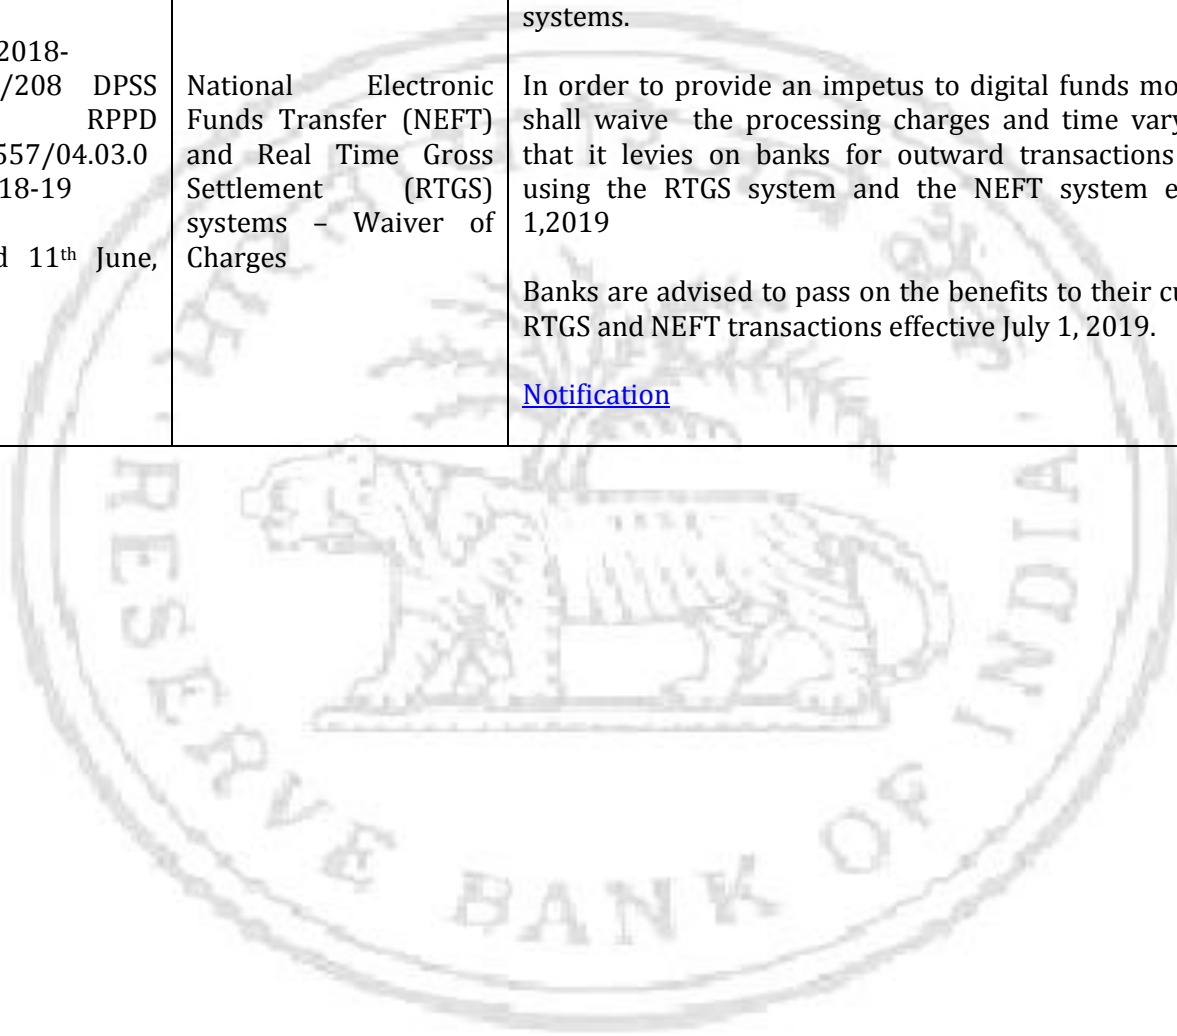 2018-
/208 DPSS
RPPD
557/04.03.0
18-19
d 11th June,
National Electronic
Funds Transfer (NEFT)
and Real Time Gross
Settlement (RTGS)
systems – Waiver of
Charges
systems.
In order to provide an impetus to digital funds mo
shall waive the processing charges and time vary
that it levies on banks for outward transactions
using the RTGS system and the NEFT system e
1,2019
Banks are advised to pass on the benefits to their cu
RTGS and NEFT transactions effective July 1, 2019.
Notification
RESERVE BANK OF INDIA